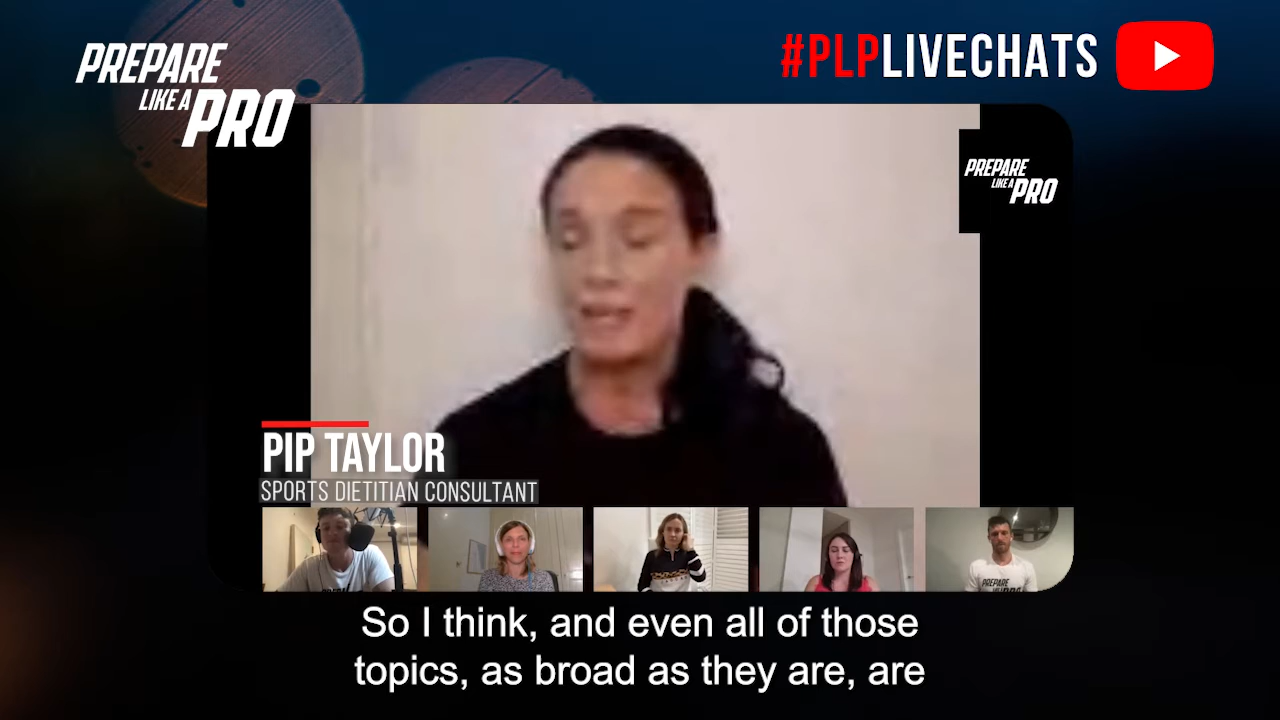 PREPARE
LIKE A
PRO
#PLPLIVECHATS
PREPARE
LIKE A
PRO
PIP TAYLOR
SPORTS DIETITIAN CONSULTANT
PREPARE
So I think, and even all of those
topics, as broad as they are, are